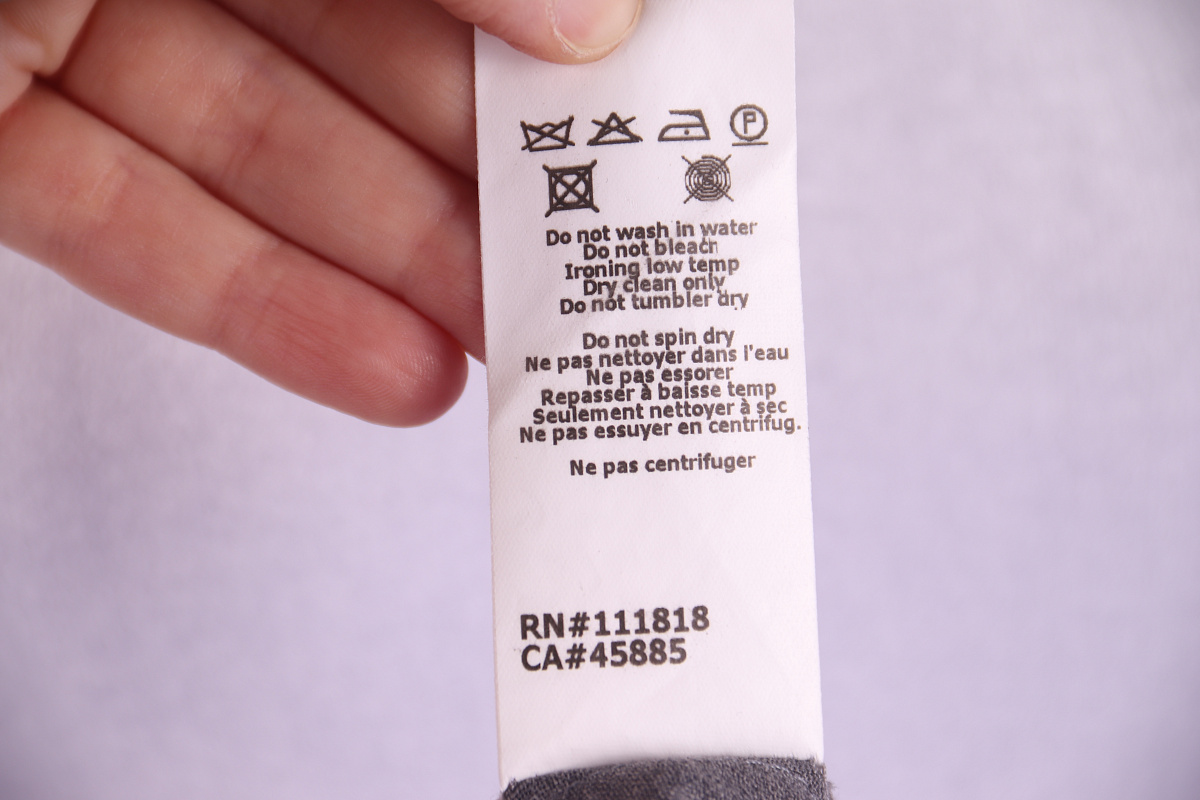 P
S
Do not wash in water
Do not bleach
Ironing low temp
Dry clean only
Do not tumbler dry
Do not spin dry
Ne pas nettoyer dans l'eau
Ne pas essorer
Repasser à baisse temp
Seulement nettoyer à sec
Ne pas essuyer en centrifug.
Ne pas centrifuger
RN#111818
CA#45885